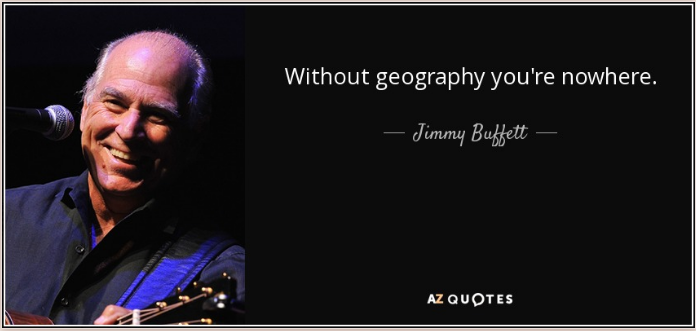 Without geography you're nowhere.
Jimmy Buffett
AZ QUOTES